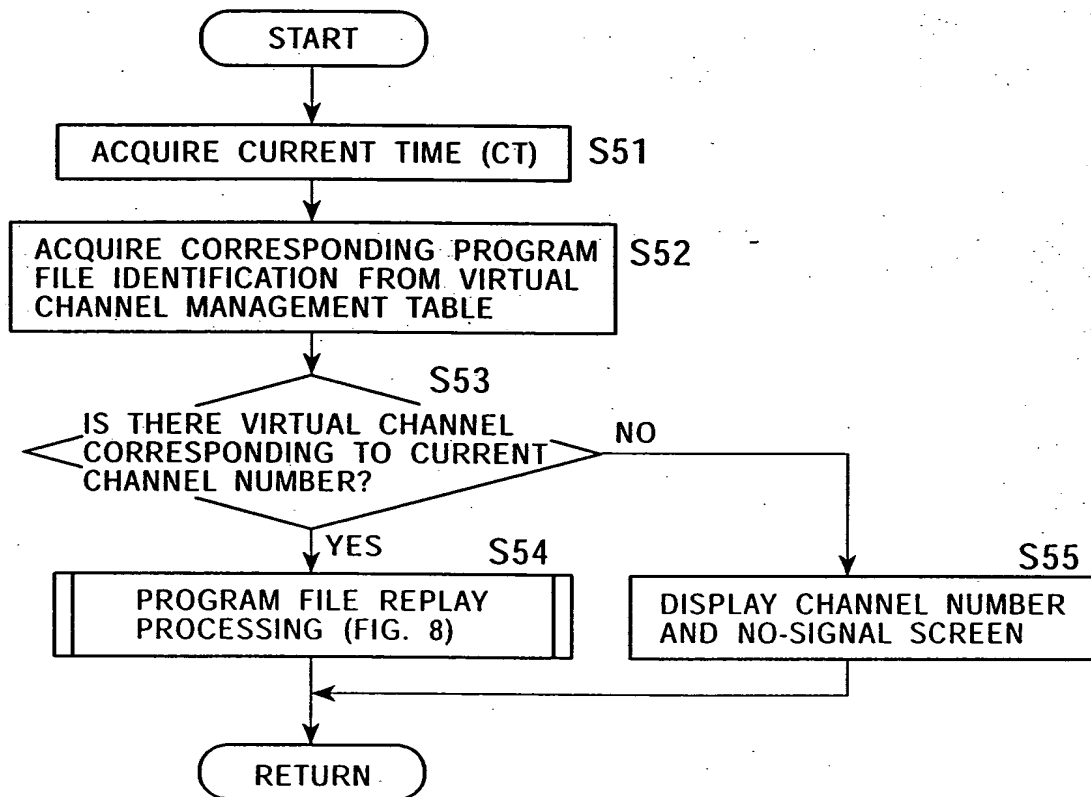 START
ACQUIRE CURRENT TIME (CT)
S51
ACQUIRE CORRESPONDING PROGRAM
FILE IDENTIFICATION FROM VIRTUAL
CHANNEL MANAGEMENT TABLE
S52
S53
IS THERE VIRTUAL CHANNEL
CORRESPONDING TO CURRENT
CHANNEL NUMBER?
NO
YES
S54
PROGRAM FILE REPLAY
PROCESSING (FIG. 8)
S55
DISPLAY CHANNEL NUMBER
AND NO-SIGNAL SCREEN
RETURN